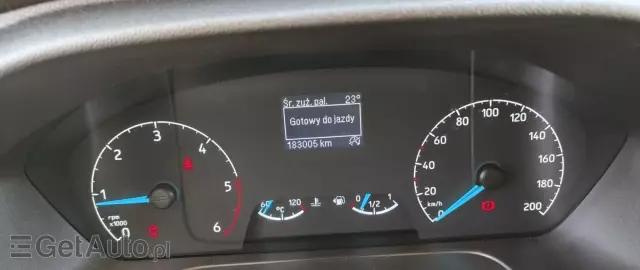 Śr. zuż. pal. 23°
Gotowy do jazdy
183005 km
0 1 2 3 4 5 6
rpm
x1000
60 120
°C
0 1/2 1
0 20 40 60 80 100 120 140 160 180 200
km/h
GetAuto.pl